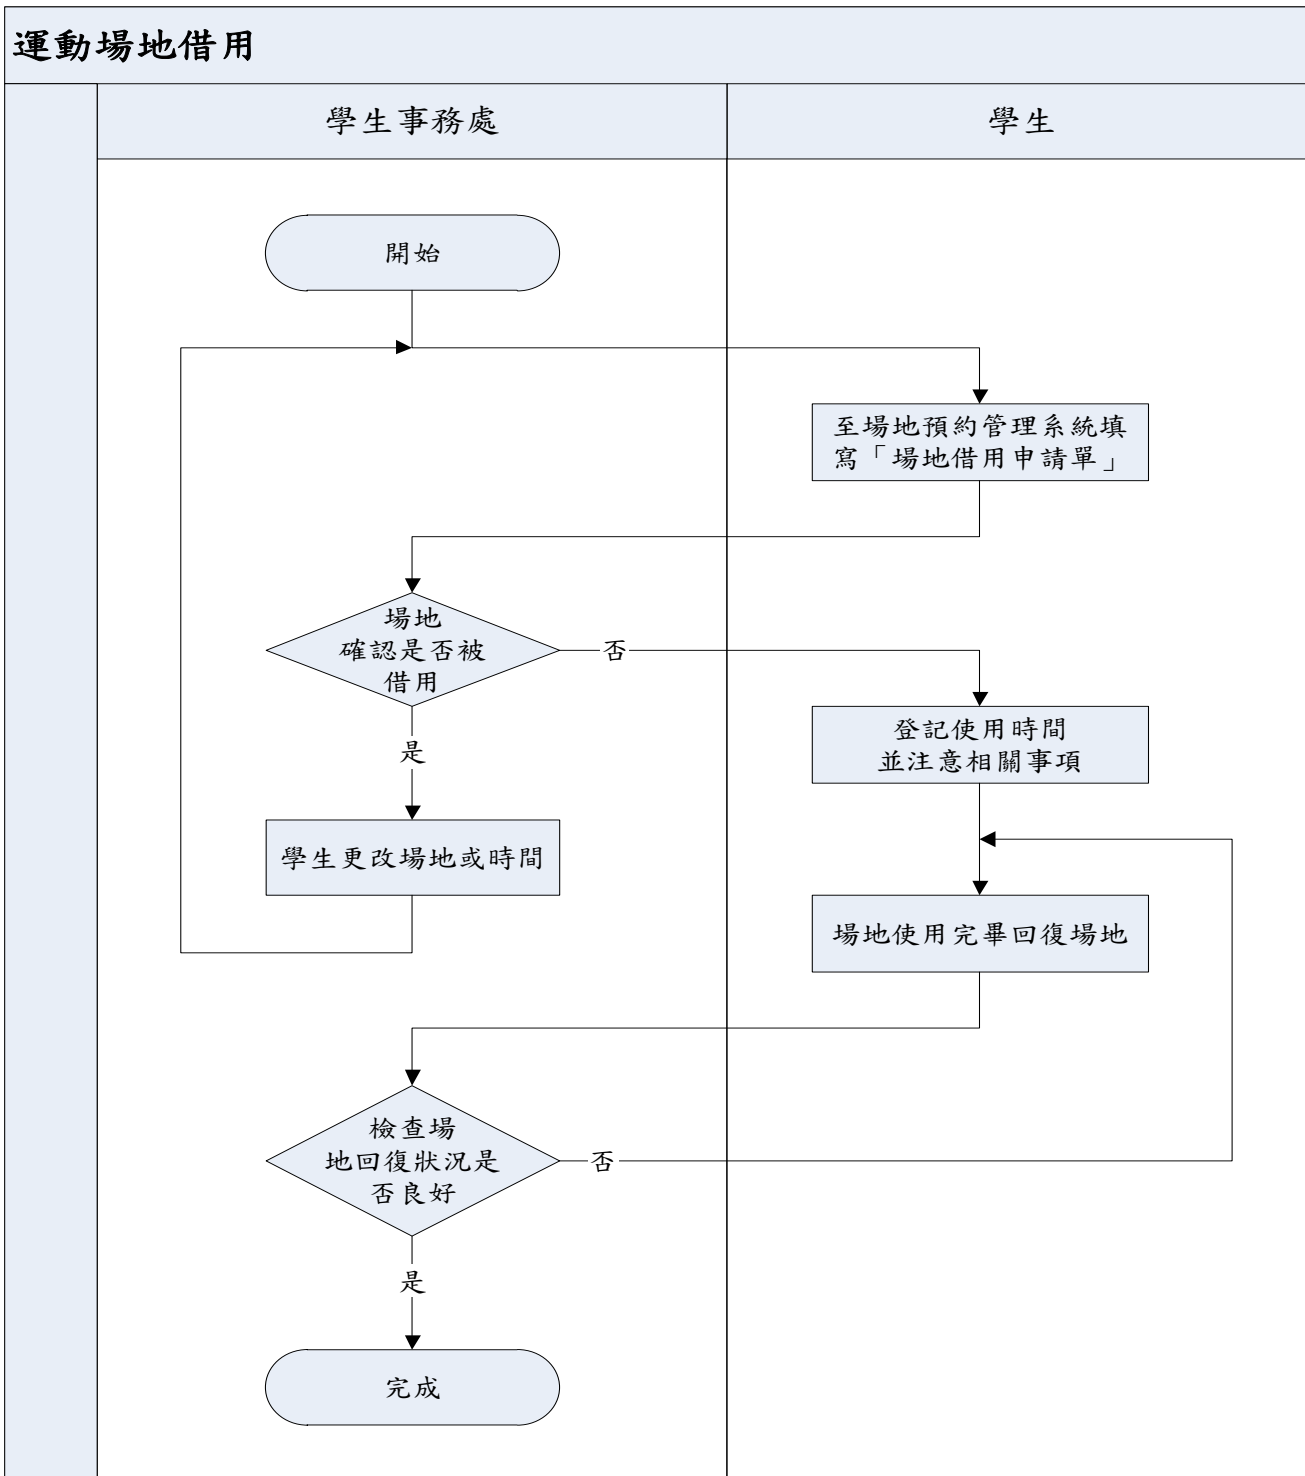 運動場地借用
學生事務處
學生
開始
至場地預約管理系統填
寫「場地借用申請單」
場地
確認是否被
借用
否
是
登記使用時間
並注意相關事項
學生更改場地或時間
場地使用完畢回復場地
檢查場
地回復狀況是
否良好
否
是
完成